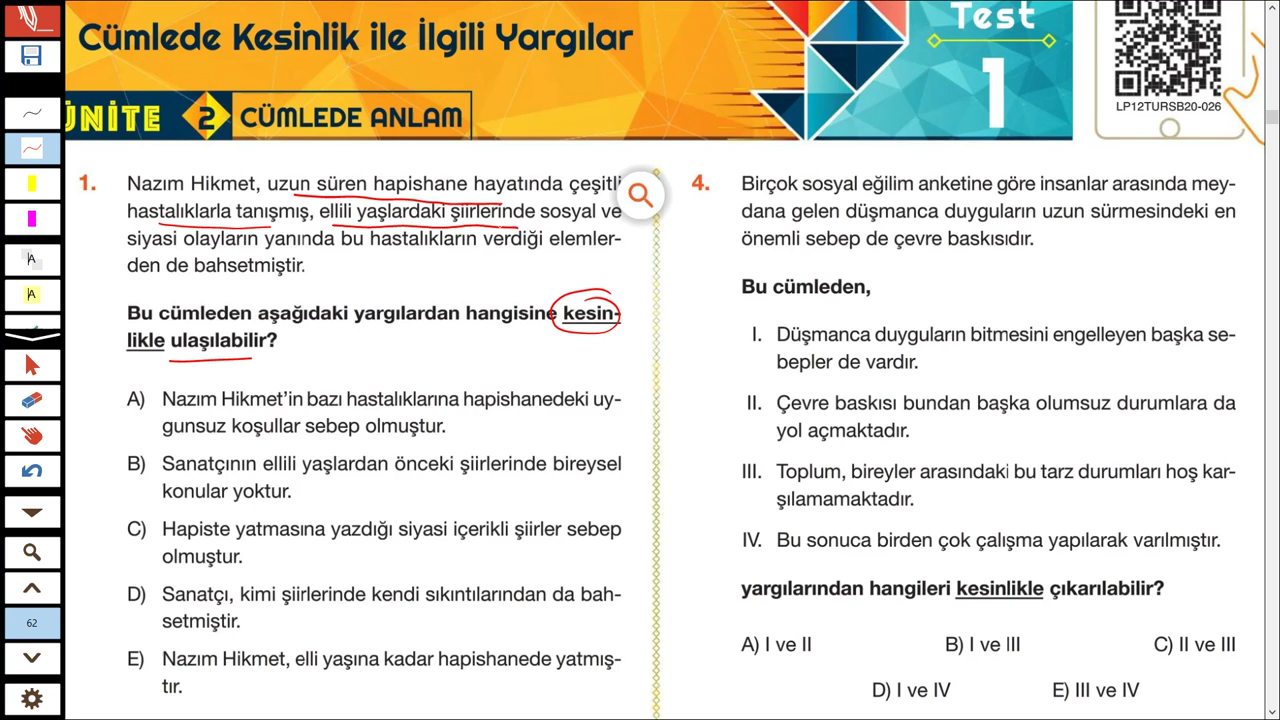 Cümlede Kesinlik ile İlgili Yargılar
Test
1
ÜNİTE 2 CÜMLEDE ANLAM
LP12TURSB20-026
1. Nazım Hikmet, uzun süren hapishane hayatında çeşitli
hastalıklarla tanışmış, ellili yaşlardaki şiirlerinde sosyal ve
siyasi olayların yanında bu hastalıkların verdiği elemler-
den de bahsetmiştir.
Bu cümleden aşağıdaki yargılardan hangisine kesin-
likle ulaşılabilir?
A) Nazım Hikmet'in bazı hastalıklarına hapishanedeki uy-
gunsuz koşullar sebep olmuştur.
B) Sanatçının ellili yaşlardan önceki şiirlerinde bireysel
konular yoktur.
C) Hapiste yatmasına yazdığı siyasi içerikli şiirler sebep
olmuştur.
D) Sanatçı, kimi şiirlerinde kendi sıkıntılarından da bah-
setmiştir.
E) Nazım Hikmet, elli yaşına kadar hapishanede yatmış-
tır.
4. Birçok sosyal eğilim anketine göre insanlar arasında mey-
dana gelen düşmanca duyguların uzun sürmesindeki en
önemli sebep de çevre baskısıdır.
Bu cümleden,
I. Düşmanca duyguların bitmesini engelleyen başka se-
bepler de vardır.
II. Çevre baskısı bundan başka olumsuz durumlara da
yol açmaktadır.
III. Toplum, bireyler arasındaki bu tarz durumları hoş kar-
şılamamaktadır.
IV. Bu sonuca birden çok çalışma yapılarak varılmıştır.
yargılarından hangileri kesinlikle çıkarılabilir?
A) I ve II B) I ve III C) II ve III
D) I ve IV E) III ve IV
A
A
62